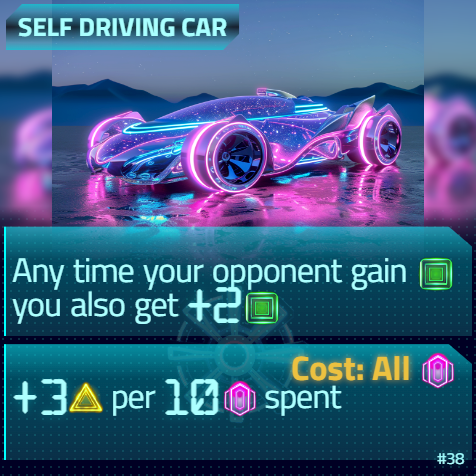 SELF DRIVING CAR
Any time your opponent gain
you also get +2
Cost: All
+3 per 10 spent
#38